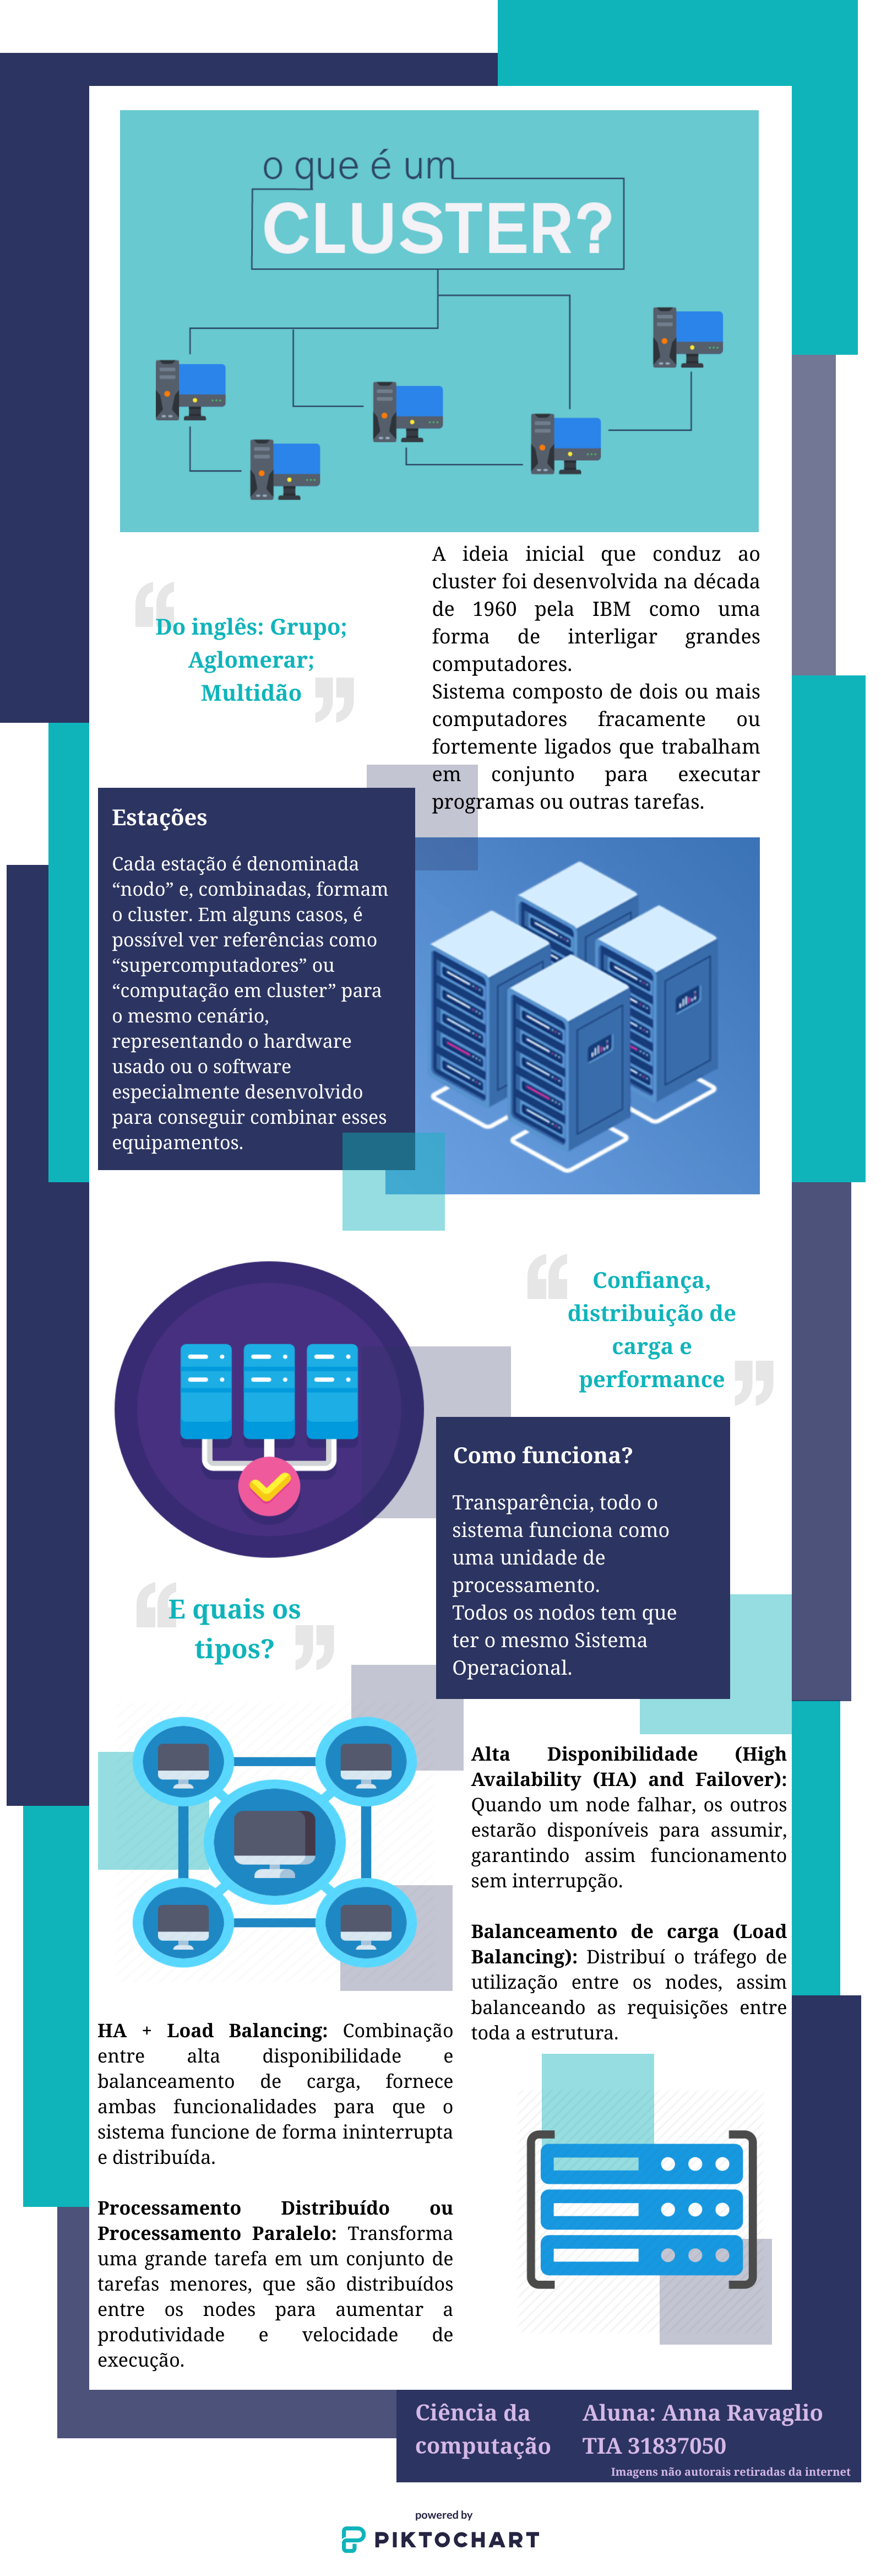 o que é um
CLUSTER?
A ideia inicial que conduz ao
cluster foi desenvolvida na década
de 1960 pela IBM como uma
forma de interligar grandes
computadores.
Sistema composto de dois ou mais
computadores fracamente ou
fortemente ligados que trabalham
em conjunto para executar
programas ou outras tarefas.
“
Do inglês: Grupo;
Aglomerar;
Multidão
”
Estações
Cada estação é denominada
“nodo” e, combinadas, formam
o cluster. Em alguns casos, é
possível ver referências como
“supercomputadores” ou
“computação em cluster” para
o mesmo cenário,
representando o hardware
usado ou o software
especialmente desenvolvido
para conseguir combinar esses
equipamentos.
“
Confiança,
distribuição de
carga e
performance
”
Como funciona?
Transparência, todo o
sistema funciona como
uma unidade de
processamento.
Todos os nodos tem que
ter o mesmo Sistema
Operacional.
“
E quais os
tipos?
”
Alta Disponibilidade (High
Availability (HA) and Failover):
Quando um node falhar, os outros
estarão disponíveis para assumir,
garantindo assim funcionamento
sem interrupção.
Balanceamento de carga (Load
Balancing): Distribuí o tráfego de
utilização entre os nodes, assim
balanceando as requisições entre
toda a estrutura.
HA + Load Balancing: Combinação
entre alta disponibilidade e
balanceamento de carga, fornece
ambas funcionalidades para que o
sistema funcione de forma ininterrupta
e distribuída.
Processamento Distribuído ou
Processamento Paralelo: Transforma
uma grande tarefa em um conjunto de
tarefas menores, que são distribuídos
entre os nodes para aumentar a
produtividade e velocidade de
execução.
Ciência da
computação
Aluna: Anna Ravaglio
TIA 31837050
Imagens não autorais retiradas da internet
powered by
PIKTOCHART